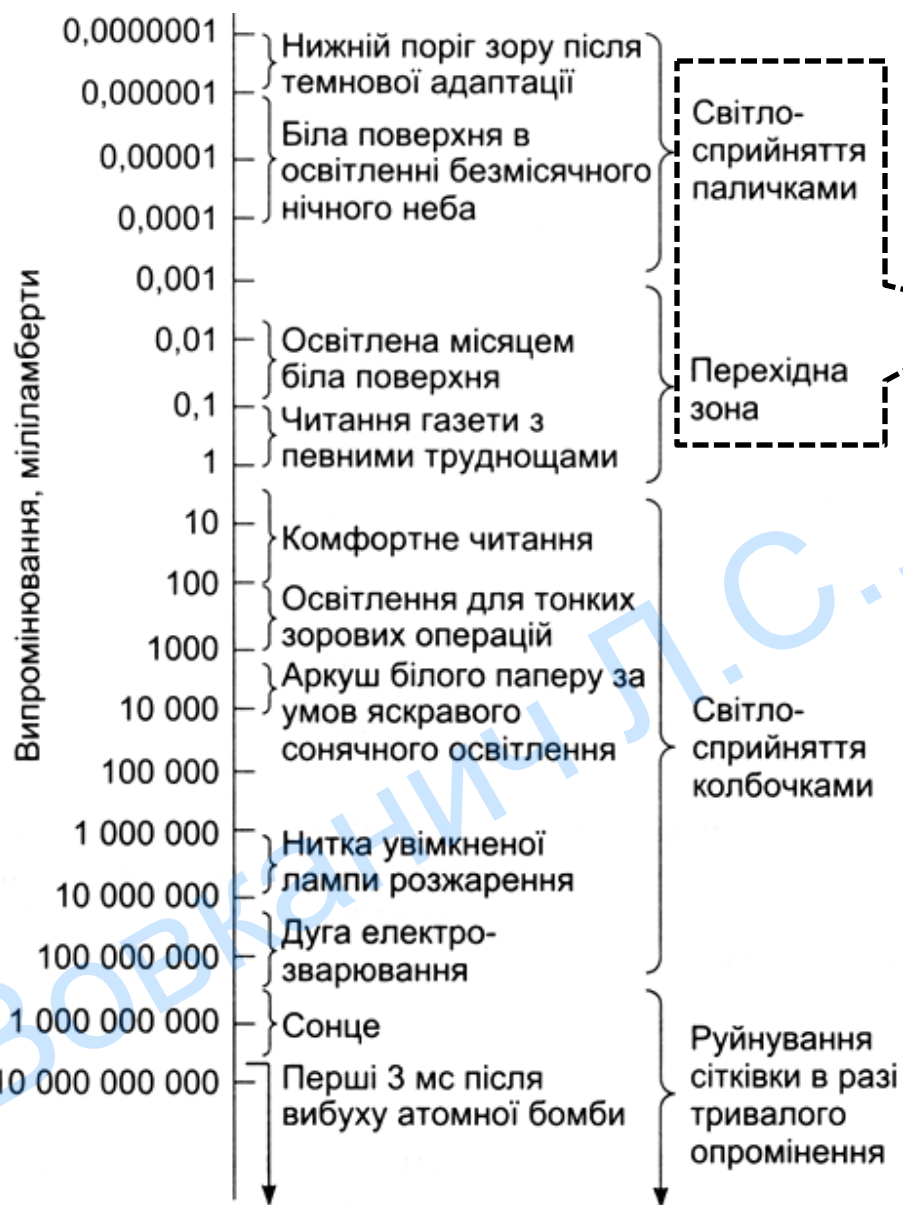 Випромінювання, міліламберти
0,0000001
0,000001
0,00001
0,0001
0,001
0,01
0,1
1
10
100
1000
10 000
100 000
1 000 000
10 000 000
100 000 000
1 000 000 000
10 000 000 000
Нижній поріг зору після
темнової адаптації
Біла поверхня в
освітленні безмісячного
нічного неба
Освітлена місяцем
біла поверхня
Читання газети з
певними труднощами
Комфортне читання
Освітлення для тонких
зорових операцій
Аркуш білого паперу за
умов яскравого
сонячного освітлення
Нитка увімкненої
лампи розжарення
Дуга електро-
зварювання
Сонце
Перші 3 мс після
вибуху атомної бомби
Світло-
сприйняття
паличками
Перехідна
зона
Світло-
сприйняття
колбочками
Руйнування
сітківки в разі
тривалого
опромінення
Вовканич Л.С..